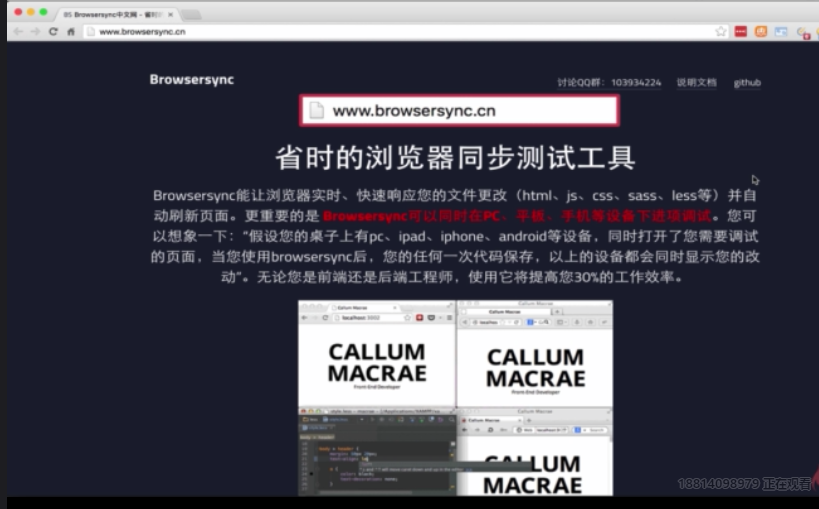 BS Browsersync中文网 - 省时
www.browsersync.cn
Browsersync
讨论QQ群：103934224 说明文档 github
www.browsersync.cn
省时的浏览器同步测试工具
Browsersync能让浏览器实时、快速响应您的文件更改（html、js、css、sass、less等）并自
动刷新页面。更重要的是 Browsersync可以同时在PC、平板、手机等设备下进项调试。您可
以想象一下：“假设您的桌子上有pc、ipad、iphone、android等设备，同时打开了您需要调试
的页面，当您使用browsersync后，您的任何一次代码保存，以上的设备都会同时显示您的改
动”。无论您是前端还是后端工程师，使用它将提高您30%的工作效率。
Callum Macrae
Callum Macrae
Callum Macrae
CALLUM
MACRAE
Front-End Developer
CALLUM
MACRAE
Front-End Developer
Callum Macrae
CALLUM
MACRAE
18814098979 正在观看